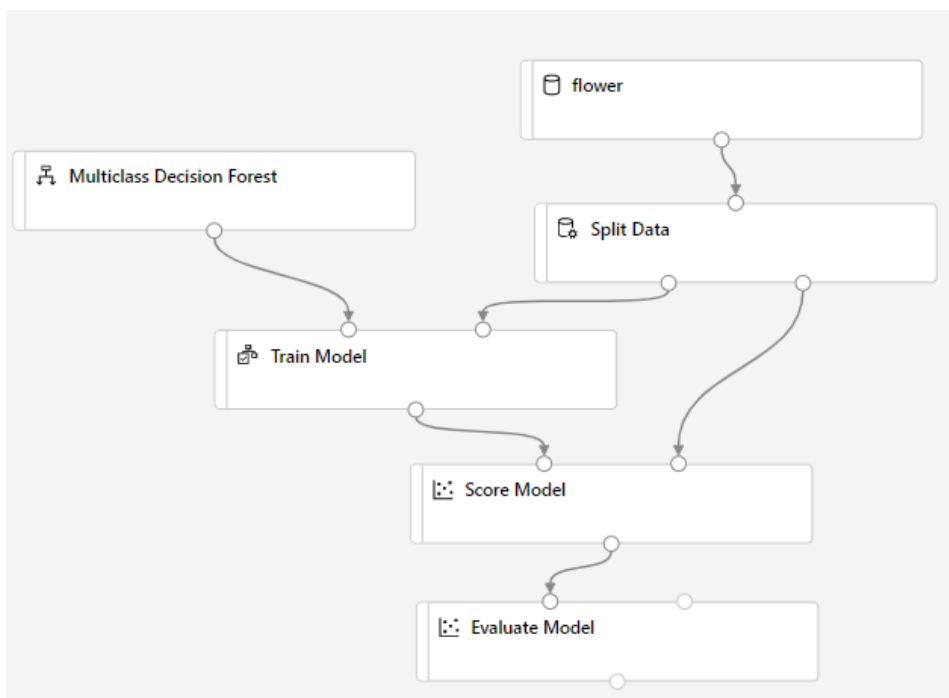 flower
Multiclass Decision Forest
Split Data
Train Model
Score Model
Evaluate Model